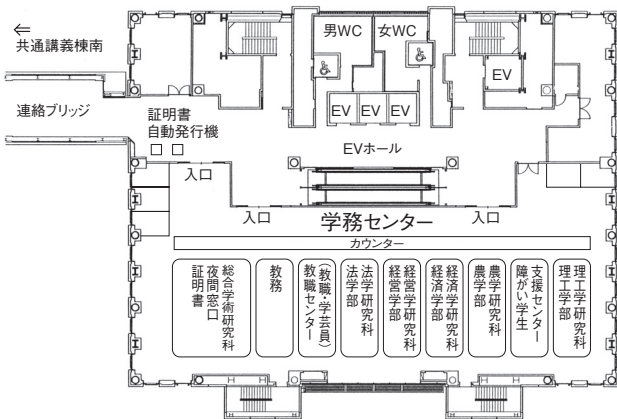 ⇐
共通講義棟南
連絡ブリッジ
証明書
自動発行機
男WC
女WC
EV
EV
EV
EV
EVホール
入口
入口
入口
学務センター
カウンター
総合学術研究科
夜間窓口
証明書
教務
(教職・学芸員)
教職センター
法学研究科
法学部
経営学研究科
経営学部
経済学研究科
経済学部
農学研究科
農学部
支援センター
障がい学生
理工学研究科
理工学部